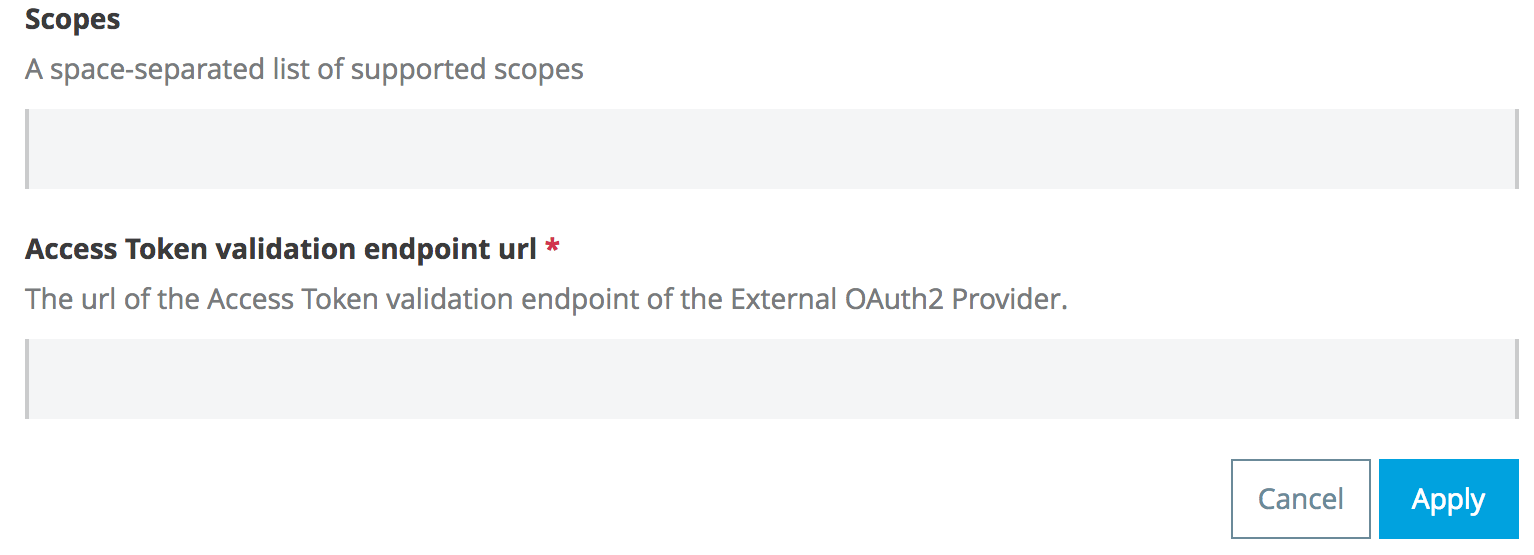 Scopes
A space-separated list of supported scopes
Access Token validation endpoint url *
The url of the Access Token validation endpoint of the External OAuth2 Provider.
Cancel Apply